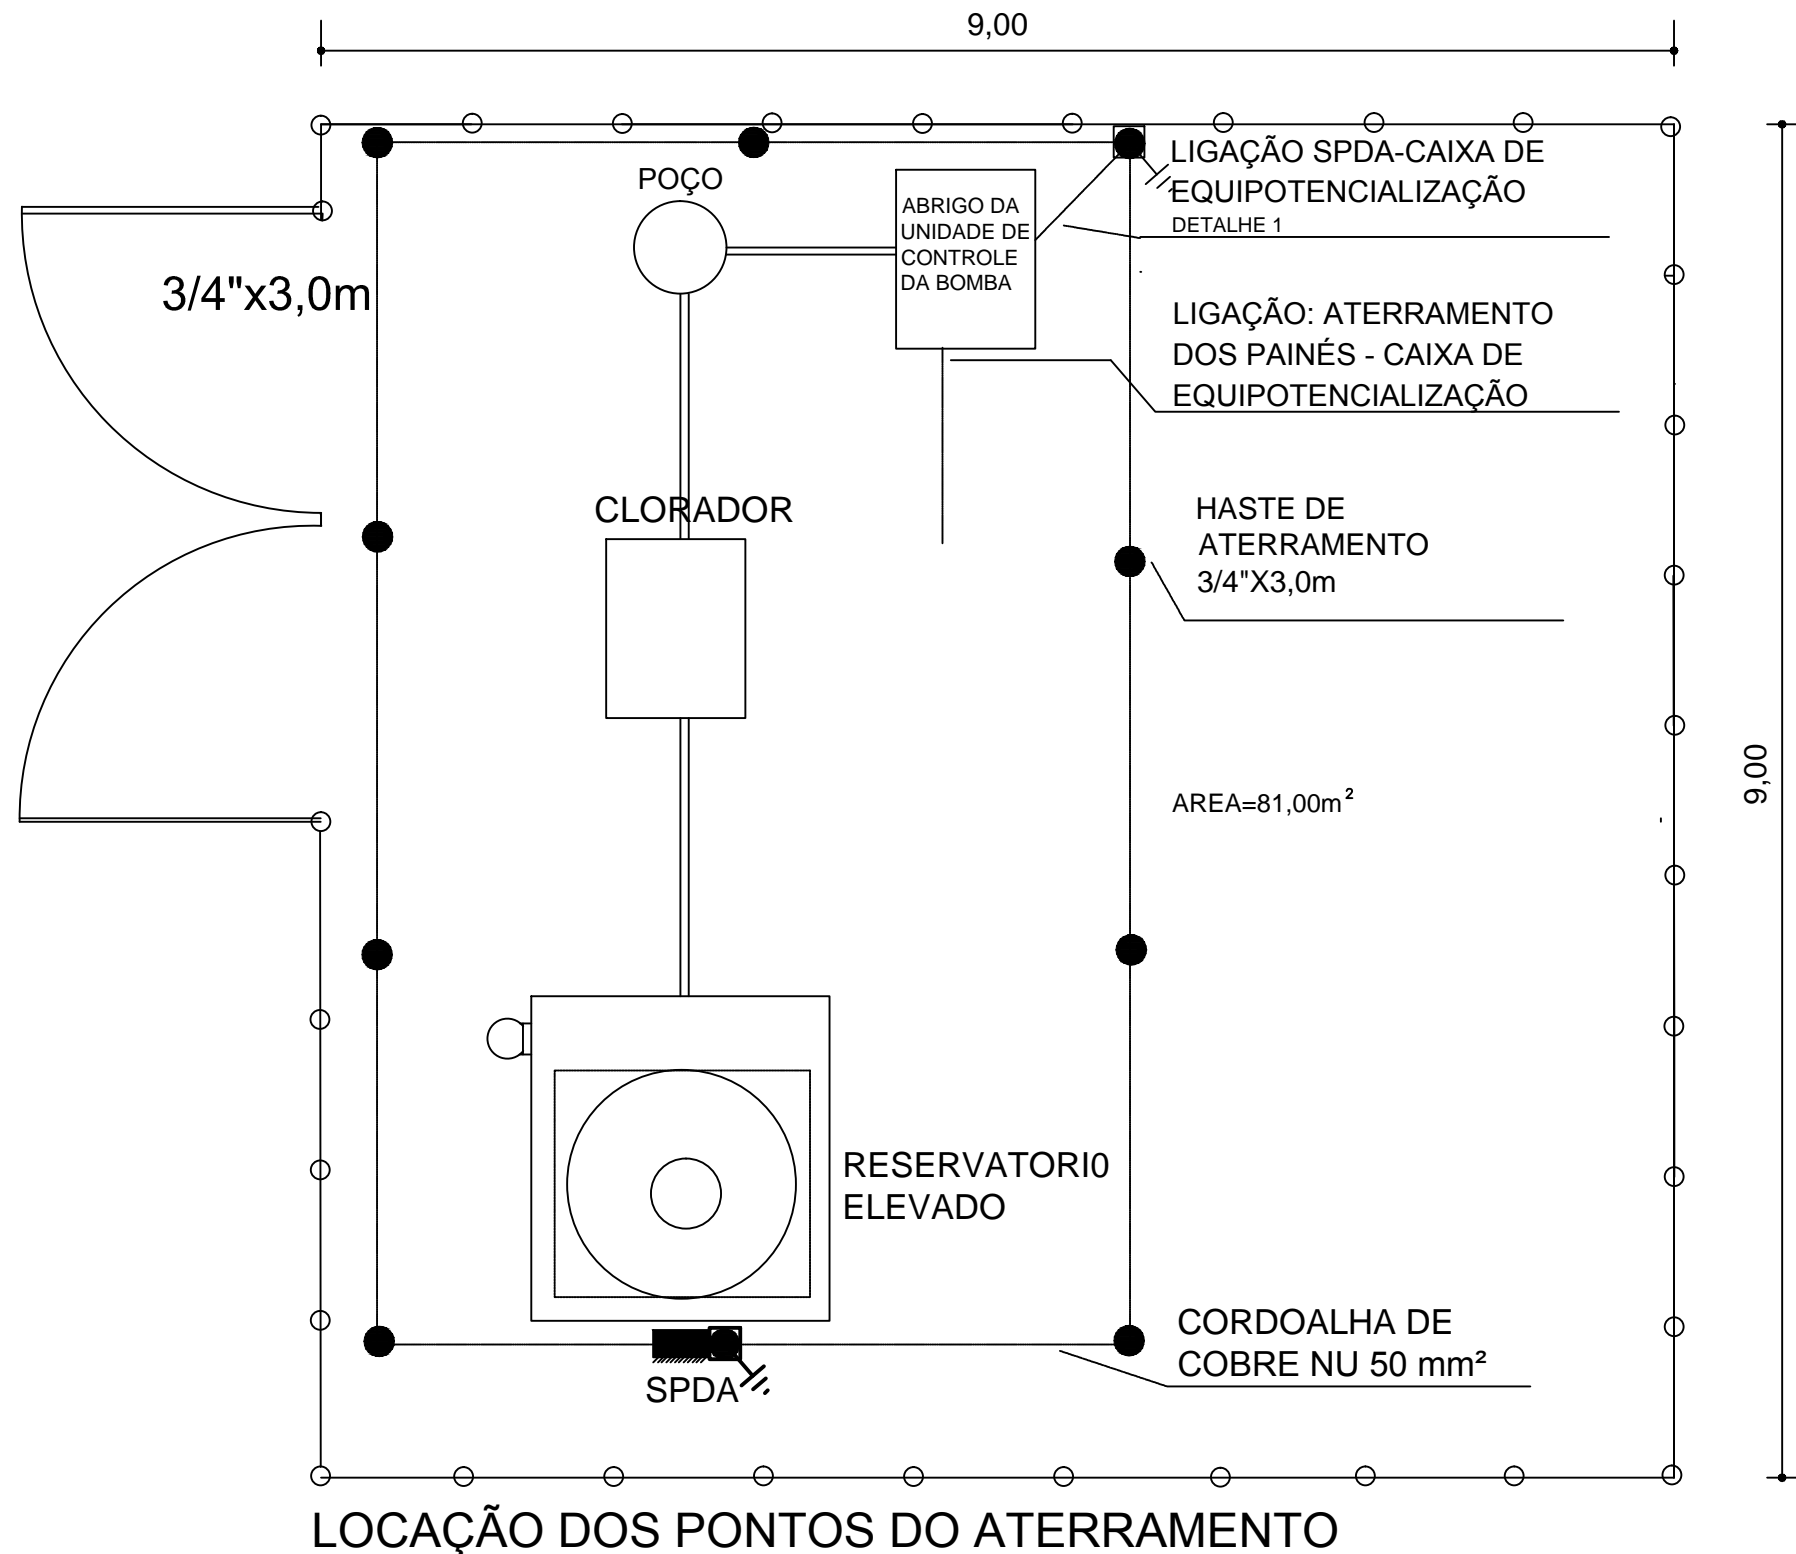 9,00
LIGAÇÃO SPDA-CAIXA DE
EQUIPOTENCIALIZAÇÃO
DETALHE 1
POÇO
ABRIGO DA
UNIDADE DE
CONTROLE
DA BOMBA
3/4"x3,0m
LIGAÇÃO: ATERRAMENTO
DOS PAINÉS - CAIXA DE
EQUIPOTENCIALIZAÇÃO
CLORADOR
HASTE DE
ATERRAMENTO
3/4"X3,0m
9,00
AREA=81,00m²
RESERVATORI0
ELEVADO
CORDOALHA DE
COBRE NU 50 mm²
SPDA
LOCAÇÃO DOS PONTOS DO ATERRAMENTO